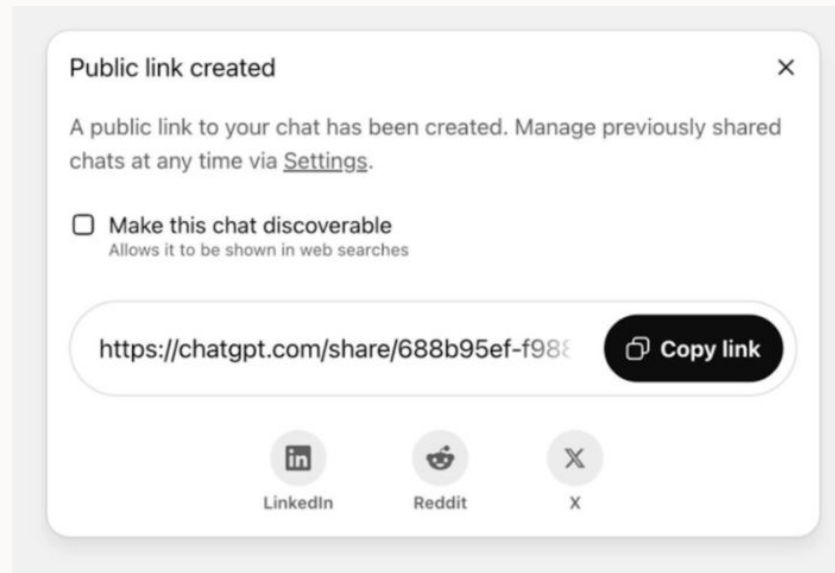 Public link created
A public link to your chat has been created. Manage previously shared
chats at any time via Settings.
Make this chat discoverable
Allows it to be shown in web searches
https://chatgpt.com/share/688b95ef-f988
Copy link
in
LinkedIn
Reddit
X